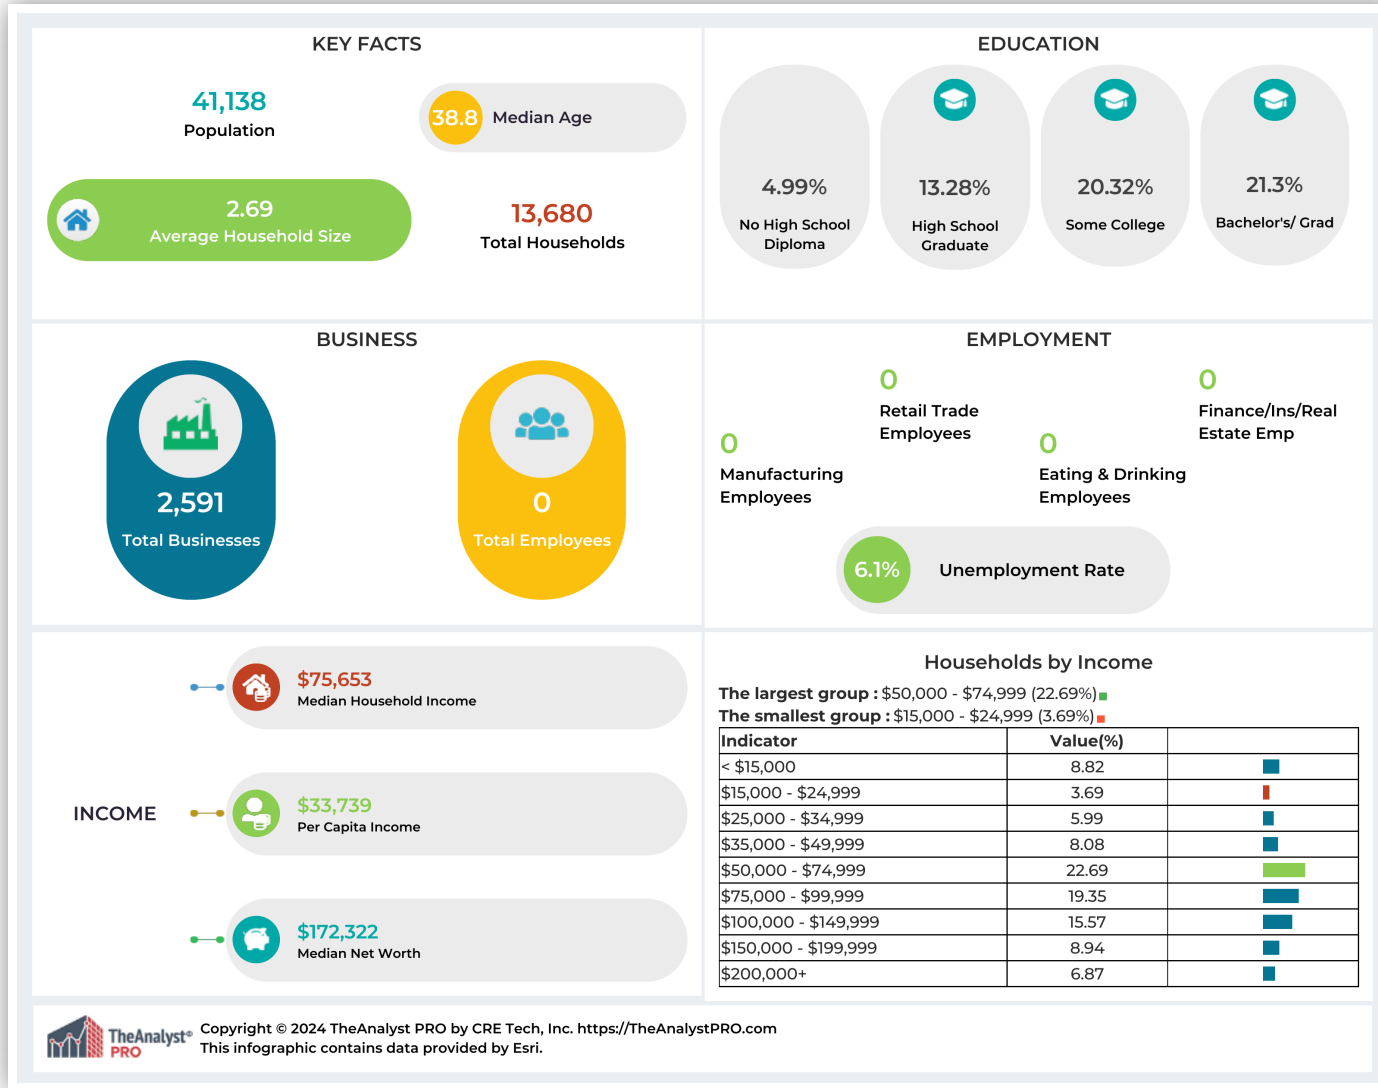 KEY FACTS
41,138
Population
38.8 Median Age
2.69
Average Household Size
13,680
Total Households
EDUCATION
4.99%
No High School
Diploma
13.28%
High School
Graduate
20.32%
Some College
21.3%
Bachelor's/ Grad
BUSINESS
2,591
Total Businesses
0
Total Employees
EMPLOYMENT
0
Manufacturing
Employees
0
Retail Trade
Employees
0
Eating & Drinking
Employees
0
Finance/Ins/Real
Estate Emp
6.1% Unemployment Rate
INCOME
$75,653
Median Household Income
$33,739
Per Capita Income
$172,322
Median Net Worth
Households by Income
The largest group : $50,000 - $74,999 (22.69%)
The smallest group : $15,000 - $24,999 (3.69%)
Indicator Value(%)
< $15,000 8.82
$15,000 - $24,999 3.69
$25,000 - $34,999 5.99
$35,000 - $49,999 8.08
$50,000 - $74,999 22.69
$75,000 - $99,999 19.35
$100,000 - $149,999 15.57
$150,000 - $199,999 8.94
$200,000+ 6.87
TheAnalyst®
PRO
Copyright © 2024 TheAnalyst PRO by CRE Tech, Inc. https://TheAnalystPRO.com
This infographic contains data provided by Esri.